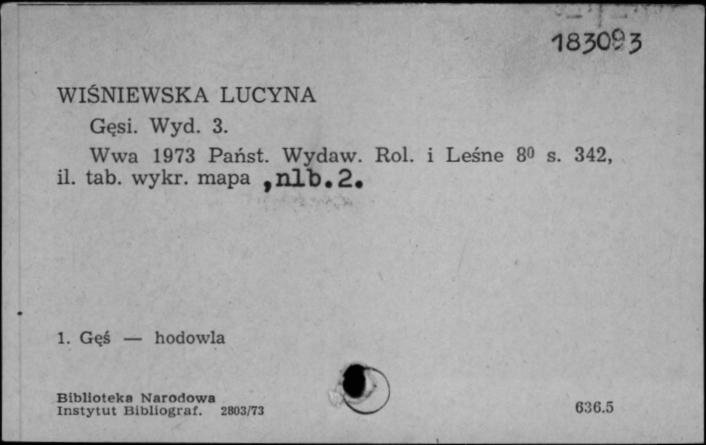 183093
WIŚNIEWSKA LUCYNA
Gęsi. Wyd. 3.
Wwa 1973 Państ. Wydaw. Rol. i Leśne 8⁰ s. 342,
il. tab. wykr. mapa ,nlb.2.
1. Gęś — hodowla
Biblioteka Narodowa
Instytut Bibliograf. 2803/73
636.5